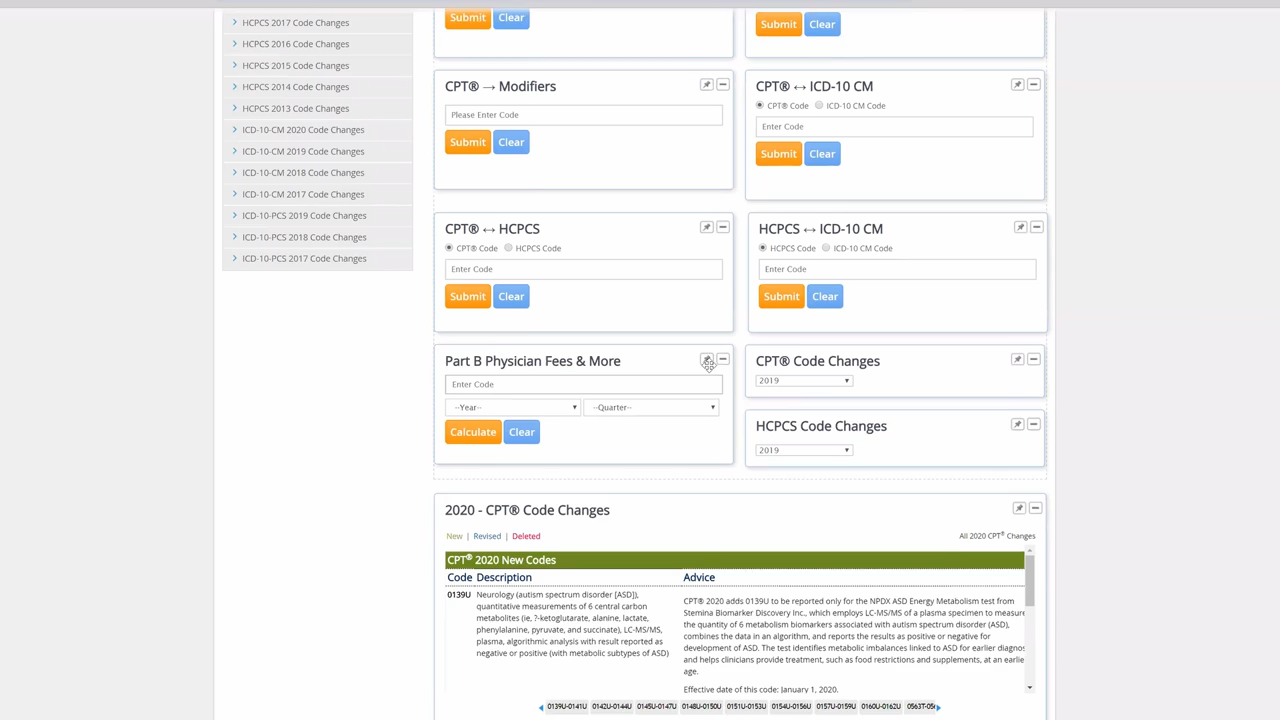 HCPCS 2017 Code Changes
HCPCS 2016 Code Changes
HCPCS 2015 Code Changes
HCPCS 2014 Code Changes
HCPCS 2013 Code Changes
ICD-10-CM 2020 Code Changes
ICD-10-CM 2019 Code Changes
ICD-10-CM 2018 Code Changes
ICD-10-CM 2017 Code Changes
ICD-10-PCS 2019 Code Changes
ICD-10-PCS 2018 Code Changes
ICD-10-PCS 2017 Code Changes
Submit Clear
Submit Clear
CPT® → Modifiers
Please Enter Code
Submit Clear
CPT® ↔ ICD-10 CM
CPT® Code ICD-10 CM Code
Enter Code
Submit Clear
CPT® ↔ HCPCS
CPT® Code HCPCS Code
Enter Code
Submit Clear
HCPCS ↔ ICD-10 CM
HCPCS Code ICD-10 CM Code
Enter Code
Submit Clear
Part B Physician Fees & More
Enter Code
--Year-- --Quarter--
Calculate Clear
CPT® Code Changes
2019
HCPCS Code Changes
2019
2020 - CPT® Code Changes
New | Revised | Deleted
All 2020 CPT® Changes
CPT® 2020 New Codes
Code Description Advice
0139U
Neurology (autism spectrum disorder [ASD]),
quantitative measurements of 6 central carbon
metabolites (ie, ?-ketoglutarate, alanine, lactate,
phenylalanine, pyruvate, and succinate), LC-MS/MS,
plasma, algorithmic analysis with result reported as
negative or positive (with metabolic subtypes of ASD)
CPT® 2020 adds 0139U to be reported only for the NPDX ASD Energy Metabolism test from
Stemina Biomarker Discovery Inc., which employs LC-MS/MS of a plasma specimen to measure
the quantity of 6 metabolism biomarkers associated with autism spectrum disorder (ASD),
combines the data in an algorithm, and reports the results as positive or negative for
development of ASD. The test identifies metabolic imbalances linked to ASD for earlier diagnos
and helps clinicians provide treatment, such as food restrictions and supplements, at an earlie
age.
Effective date of this code: January 1, 2020.
0139U-0141U 0142U-0144U 0145U-0147U 0148U-0150U 0151U-0153U 0154U-0156U 0157U-0159U 0160U-0162U